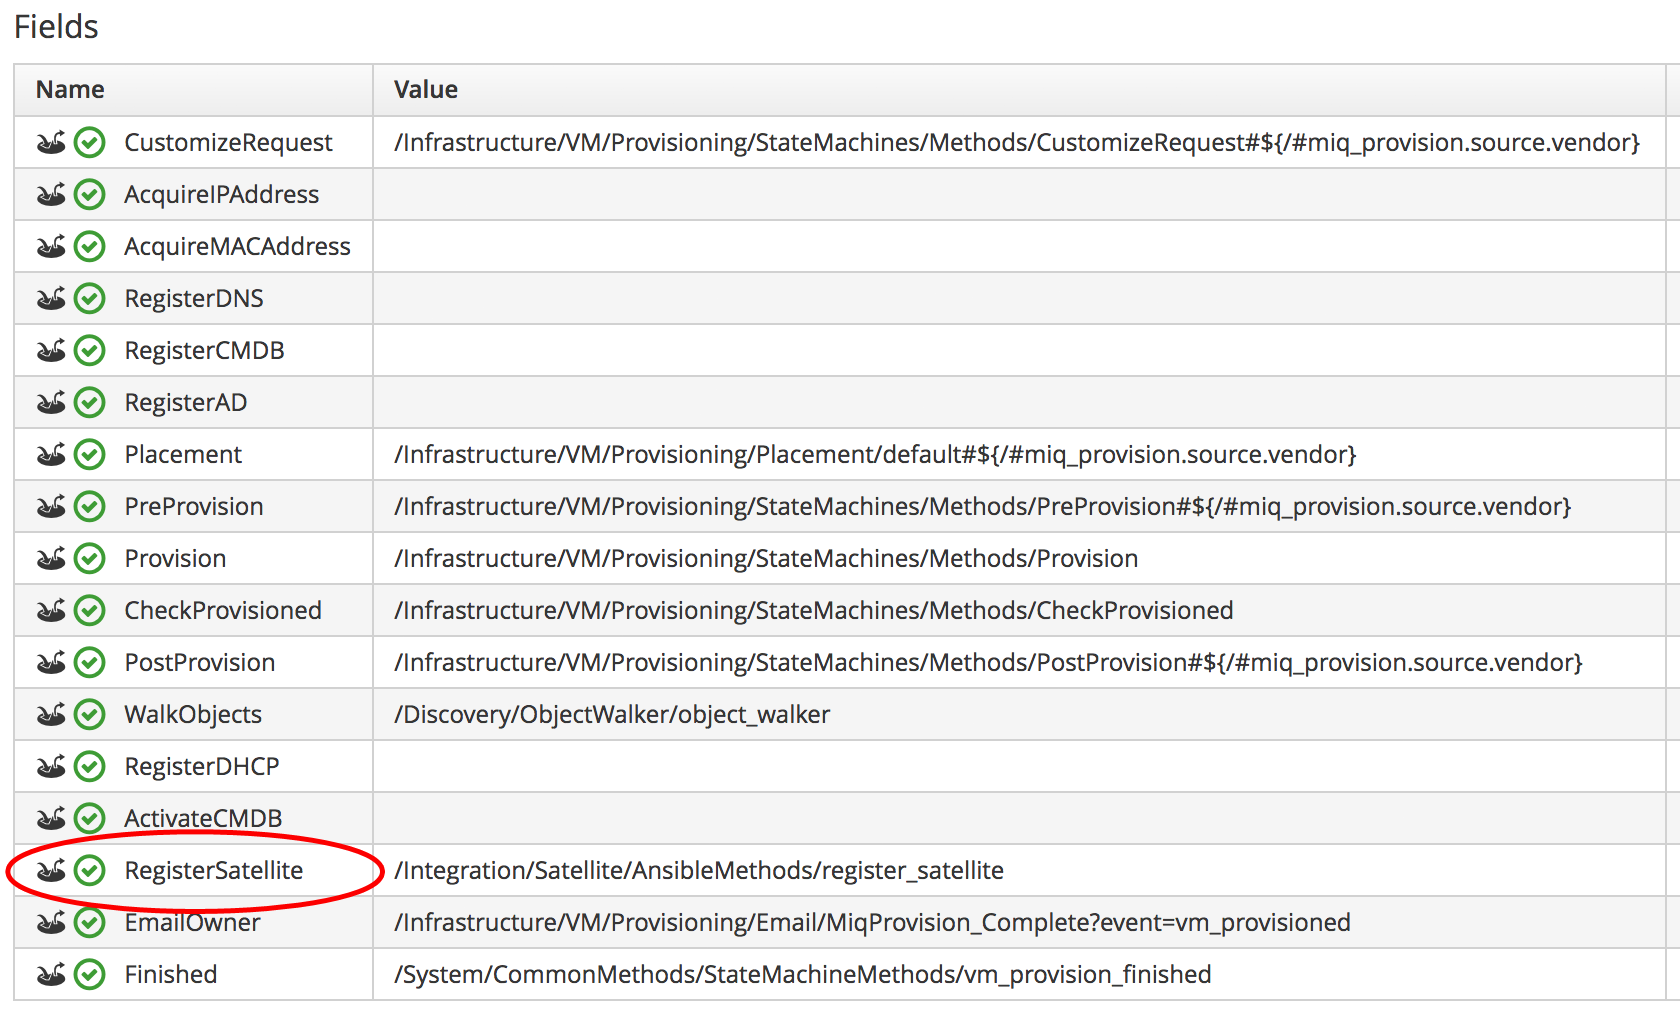 Fields
Name Value
CustomizeRequest /Infrastructure/VM/Provisioning/StateMachines/Methods/CustomizeRequest#${/#miq_provision.source.vendor}
AcquireIPAddress
AcquireMACAddress
RegisterDNS
RegisterCMDB
RegisterAD
Placement /Infrastructure/VM/Provisioning/Placement/default#${/#miq_provision.source.vendor}
PreProvision /Infrastructure/VM/Provisioning/StateMachines/Methods/PreProvision#${/#miq_provision.source.vendor}
Provision /Infrastructure/VM/Provisioning/StateMachines/Methods/Provision
CheckProvisioned /Infrastructure/VM/Provisioning/StateMachines/Methods/CheckProvisioned
PostProvision /Infrastructure/VM/Provisioning/StateMachines/Methods/PostProvision#${/#miq_provision.source.vendor}
WalkObjects /Discovery/ObjectWalker/object_walker
RegisterDHCP
ActivateCMDB
RegisterSatellite /Integration/Satellite/AnsibleMethods/register_satellite
EmailOwner /Infrastructure/VM/Provisioning/Email/MiqProvision_Complete?event=vm_provisioned
Finished /System/CommonMethods/StateMachineMethods/vm_provision_finished